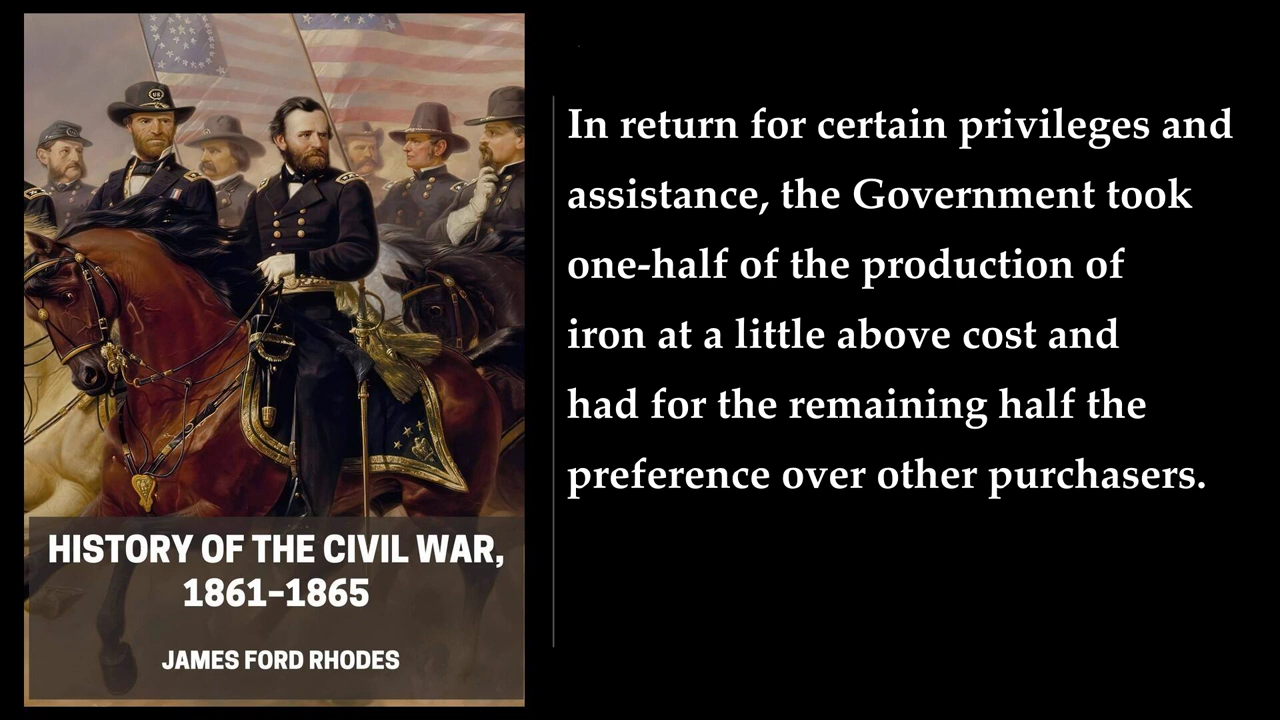 In return for certain privileges and
assistance, the Government took
one-half of the production of
iron at a little above cost and
had for the remaining half the
preference over other purchasers.
HISTORY OF THE CIVIL WAR,
1861–1865
JAMES FORD RHODES